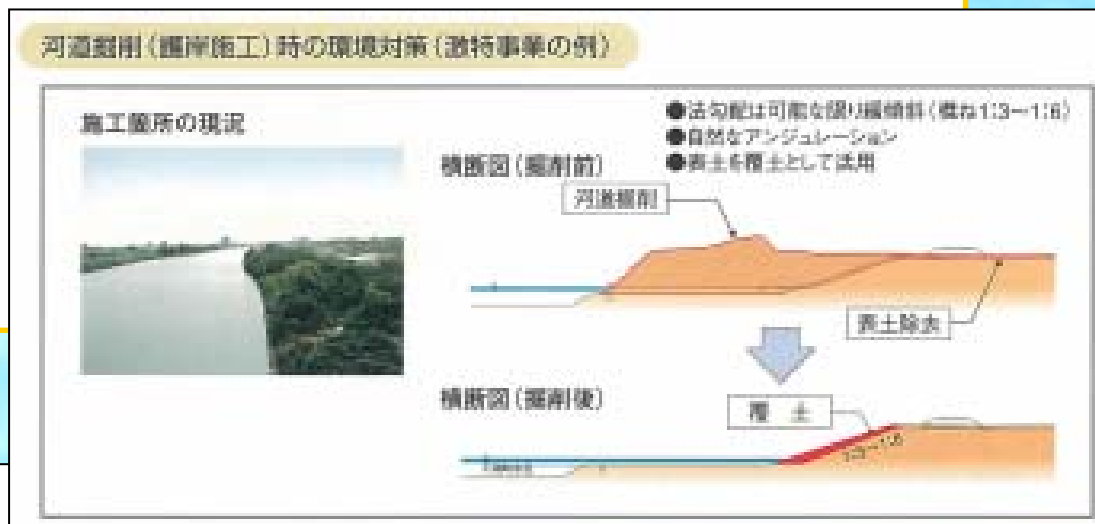 河道掘削（護岸施工）時の環境対策（激特事業の例）
施工箇所の現況
●法勾配は可能な限り緩傾斜（概ね1:3～1:6）
●自然なアンジュレーション
●表土を覆土として活用
横断図（掘削前）
河道掘削
表土除去
横断図（掘削後）
覆 土
1:3～1:6